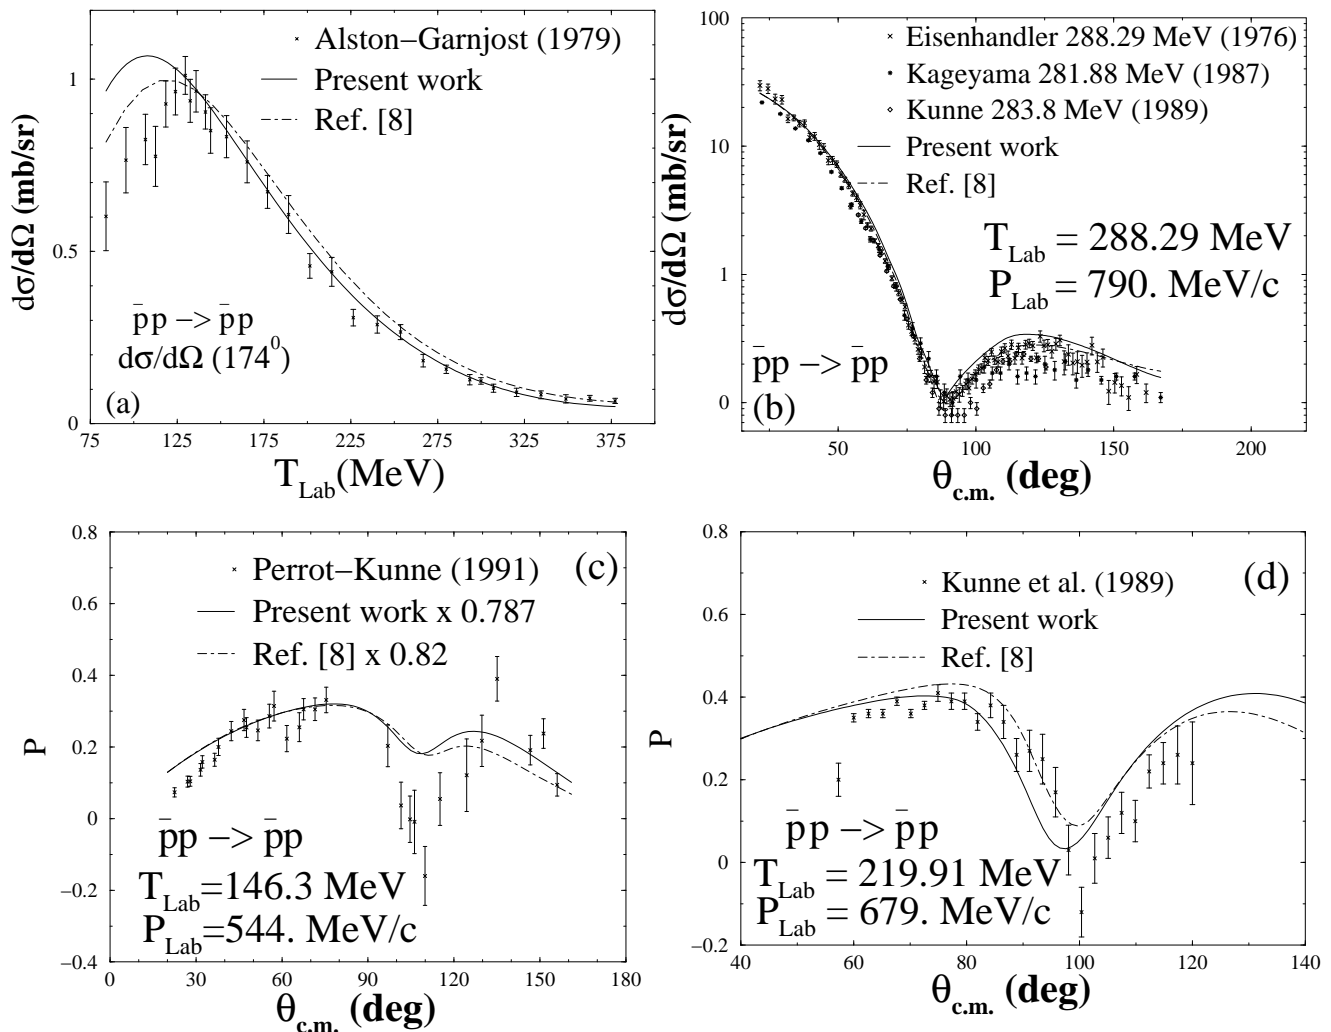 Alston−Garnjost (1979)
Present work
Ref. [8]
1
0.5
0
dσ/dΩ (mb/sr)
p̄p −> p̄p
dσ/dΩ (174⁰)
(a)
75 125 175 225 275 325 375
T_Lab(MeV)
Eisenhandler 288.29 MeV (1976)
Kageyama 281.88 MeV (1987)
Kunne 283.8 MeV (1989)
Present work
Ref. [8]
100
10
1
0
dσ/dΩ (mb/sr)
T_Lab = 288.29 MeV
P_Lab = 790. MeV/c
p̄p −> p̄p
(b)
50 100 150 200
θ_c.m. (deg)
Perrot−Kunne (1991)
(c)
Present work x 0.787
Ref. [8] x 0.82
0.8
0.6
0.4
0.2
0
−0.2
−0.4
P
p̄p −> p̄p
T_Lab=146.3 MeV
P_Lab=544. MeV/c
0 30 60 90 120 150 180
θ_c.m. (deg)
Kunne et al. (1989)
(d)
Present work
Ref. [8]
0.8
0.6
0.4
0.2
0
−0.2
P
p̄p −> p̄p
T_Lab = 219.91 MeV
P_Lab = 679. MeV/c
40 60 80 100 120 140
θ_c.m. (deg)